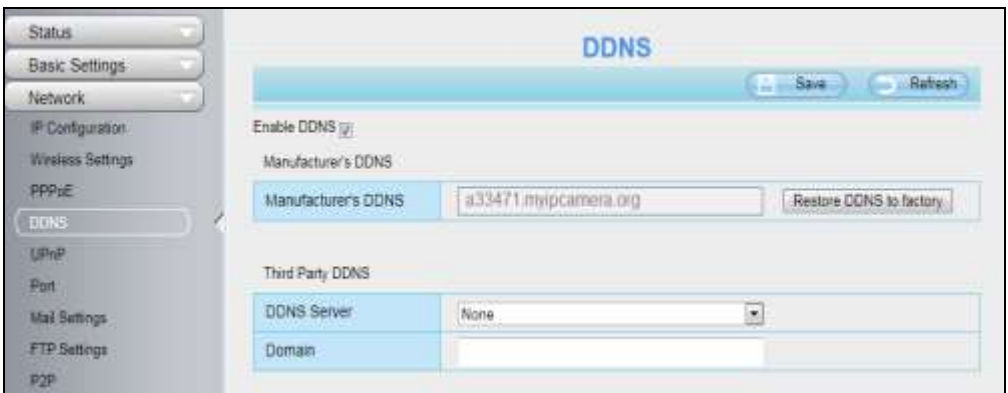 Status
Basic Settings
Network
IP Configuration
Wireless Settings
PPPoE
DDNS
UPnP
Port
Mail Settings
FTP Settings
P2P
DDNS
Save Refresh
Enable DDNS
Manufacturer's DDNS
Manufacturer's DDNS a33471.myipcamera.org Restore DDNS to factory
Third Party DDNS
DDNS Server None
Domain